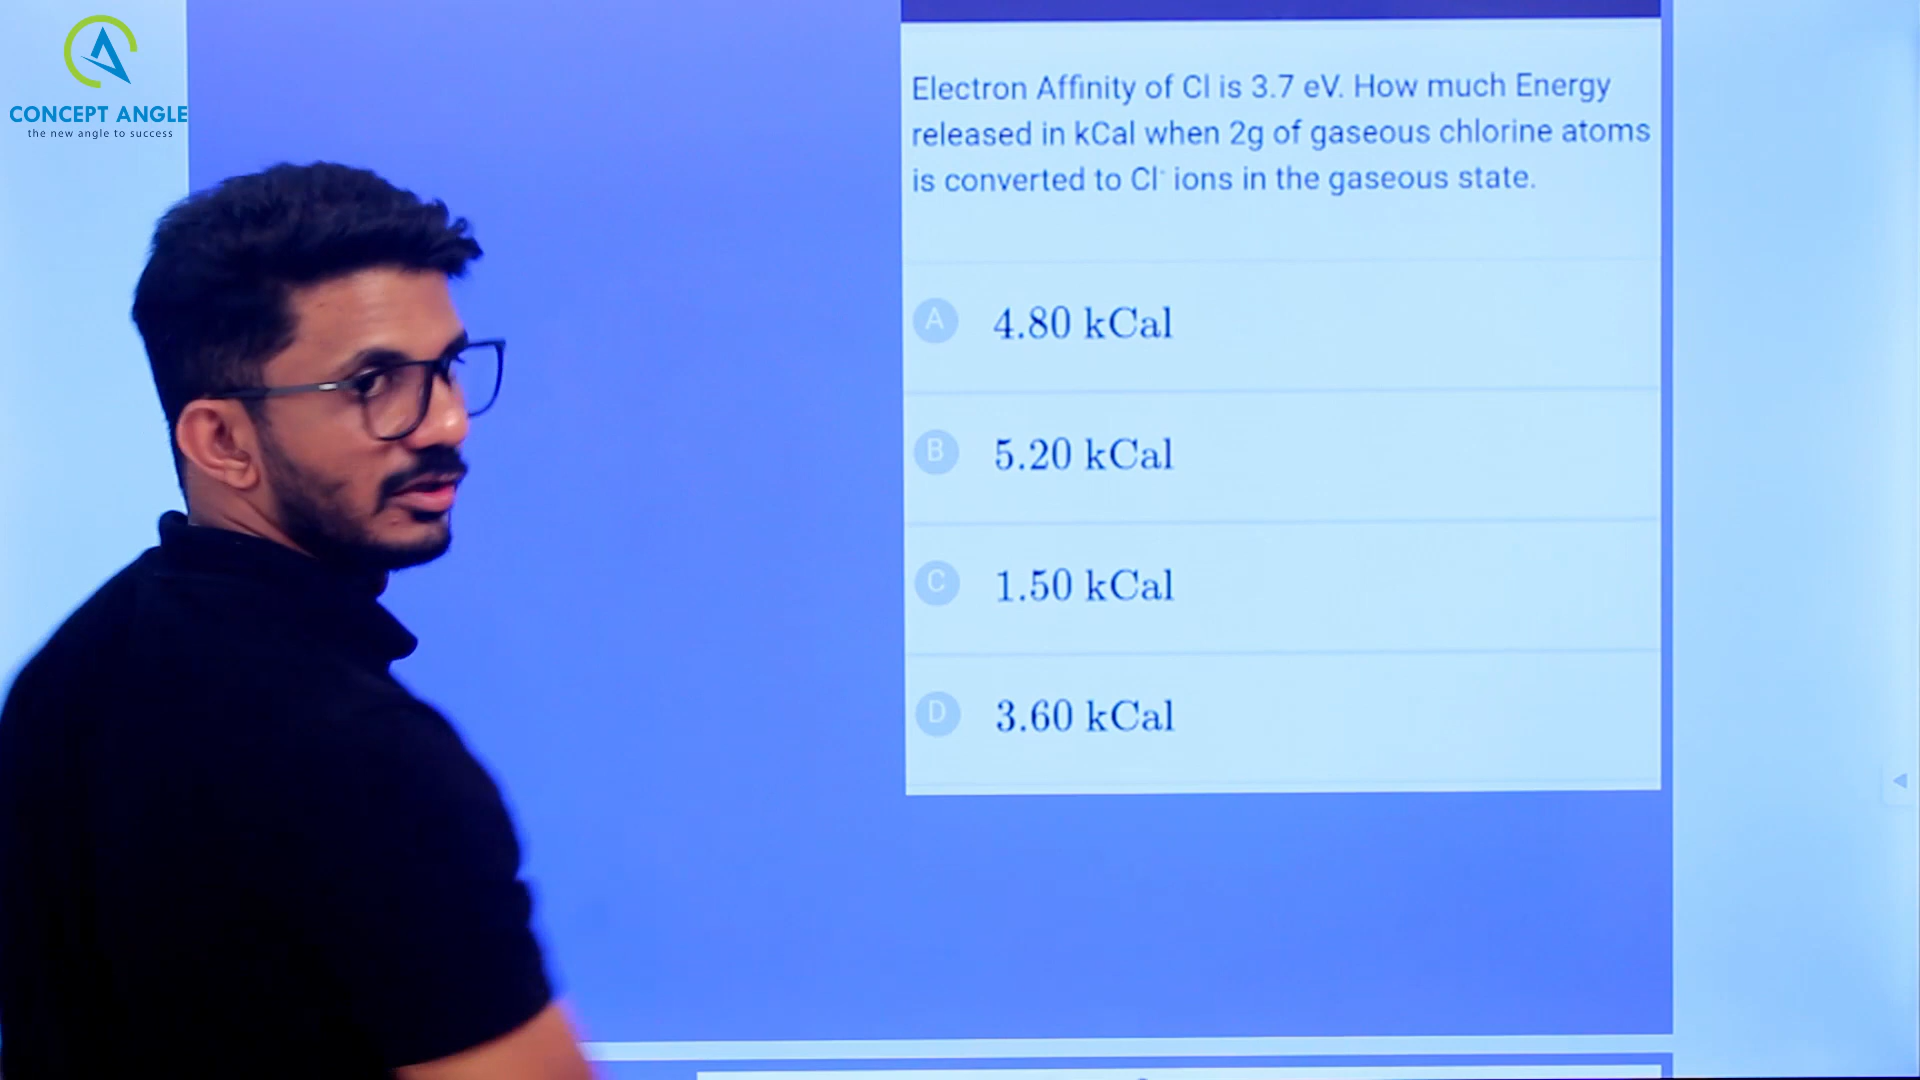 CONCEPT ANGLE
the new angle to success
Electron Affinity of Cl is 3.7 eV. How much Energy
released in kCal when 2g of gaseous chlorine atoms
is converted to Cl⁻ ions in the gaseous state.
A 4.80 kCal
B 5.20 kCal
C 1.50 kCal
D 3.60 kCal